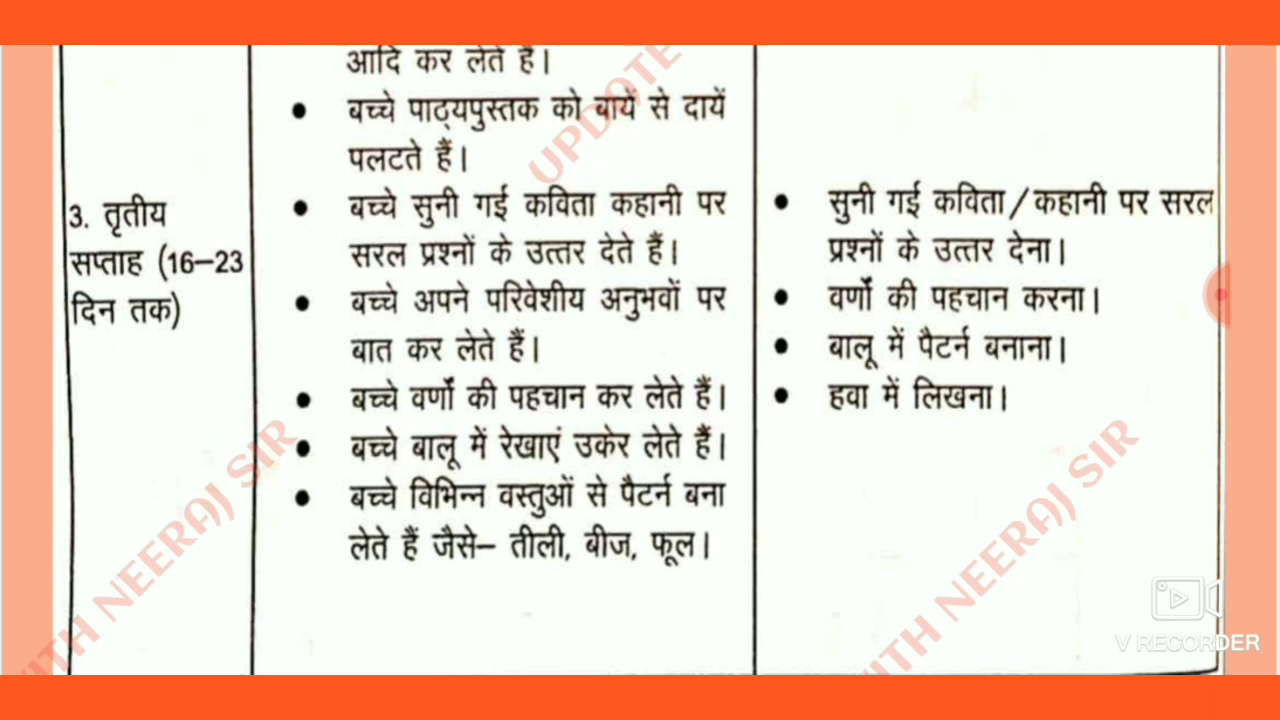 आदि कर लेते हैं।
• बच्चे पाठ्यपुस्तक को बायें से दायें
पलटते हैं।
3. तृतीय
सप्ताह (16–23
दिन तक)
• बच्चे सुनी गई कविता कहानी पर
सरल प्रश्नों के उत्तर देते हैं।
• बच्चे अपने परिवेशीय अनुभवों पर
बात कर लेते हैं।
• बच्चे वर्णों की पहचान कर लेते हैं।
• बच्चे बालू में रेखाएं उकेर लेते हैं।
• बच्चे विभिन्न वस्तुओं से पैटर्न बना
लेते हैं जैसे– तीली, बीज, फूल।
• सुनी गई कविता/कहानी पर सरल
प्रश्नों के उत्तर देना।
• वर्णों की पहचान करना।
• बालू में पैटर्न बनाना।
• हवा में लिखना।
UPDATE
WITH NEERAJ SIR
WITH NEERAJ SIR
V RECORDER